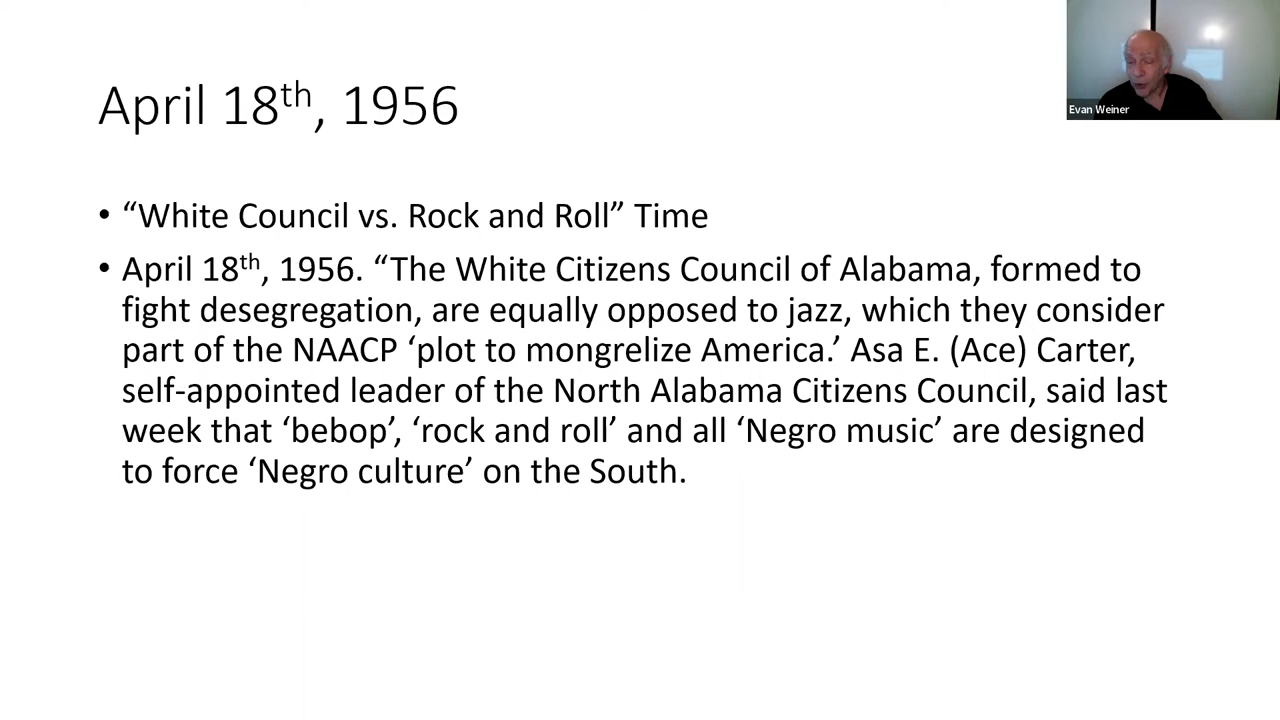 April 18th, 1956
Evan Weiner
• “White Council vs. Rock and Roll” Time
• April 18th, 1956. “The White Citizens Council of Alabama, formed to
fight desegregation, are equally opposed to jazz, which they consider
part of the NAACP ‘plot to mongrelize America.’ Asa E. (Ace) Carter,
self-appointed leader of the North Alabama Citizens Council, said last
week that ‘bebop’, ‘rock and roll’ and all ‘Negro music’ are designed
to force ‘Negro culture’ on the South.